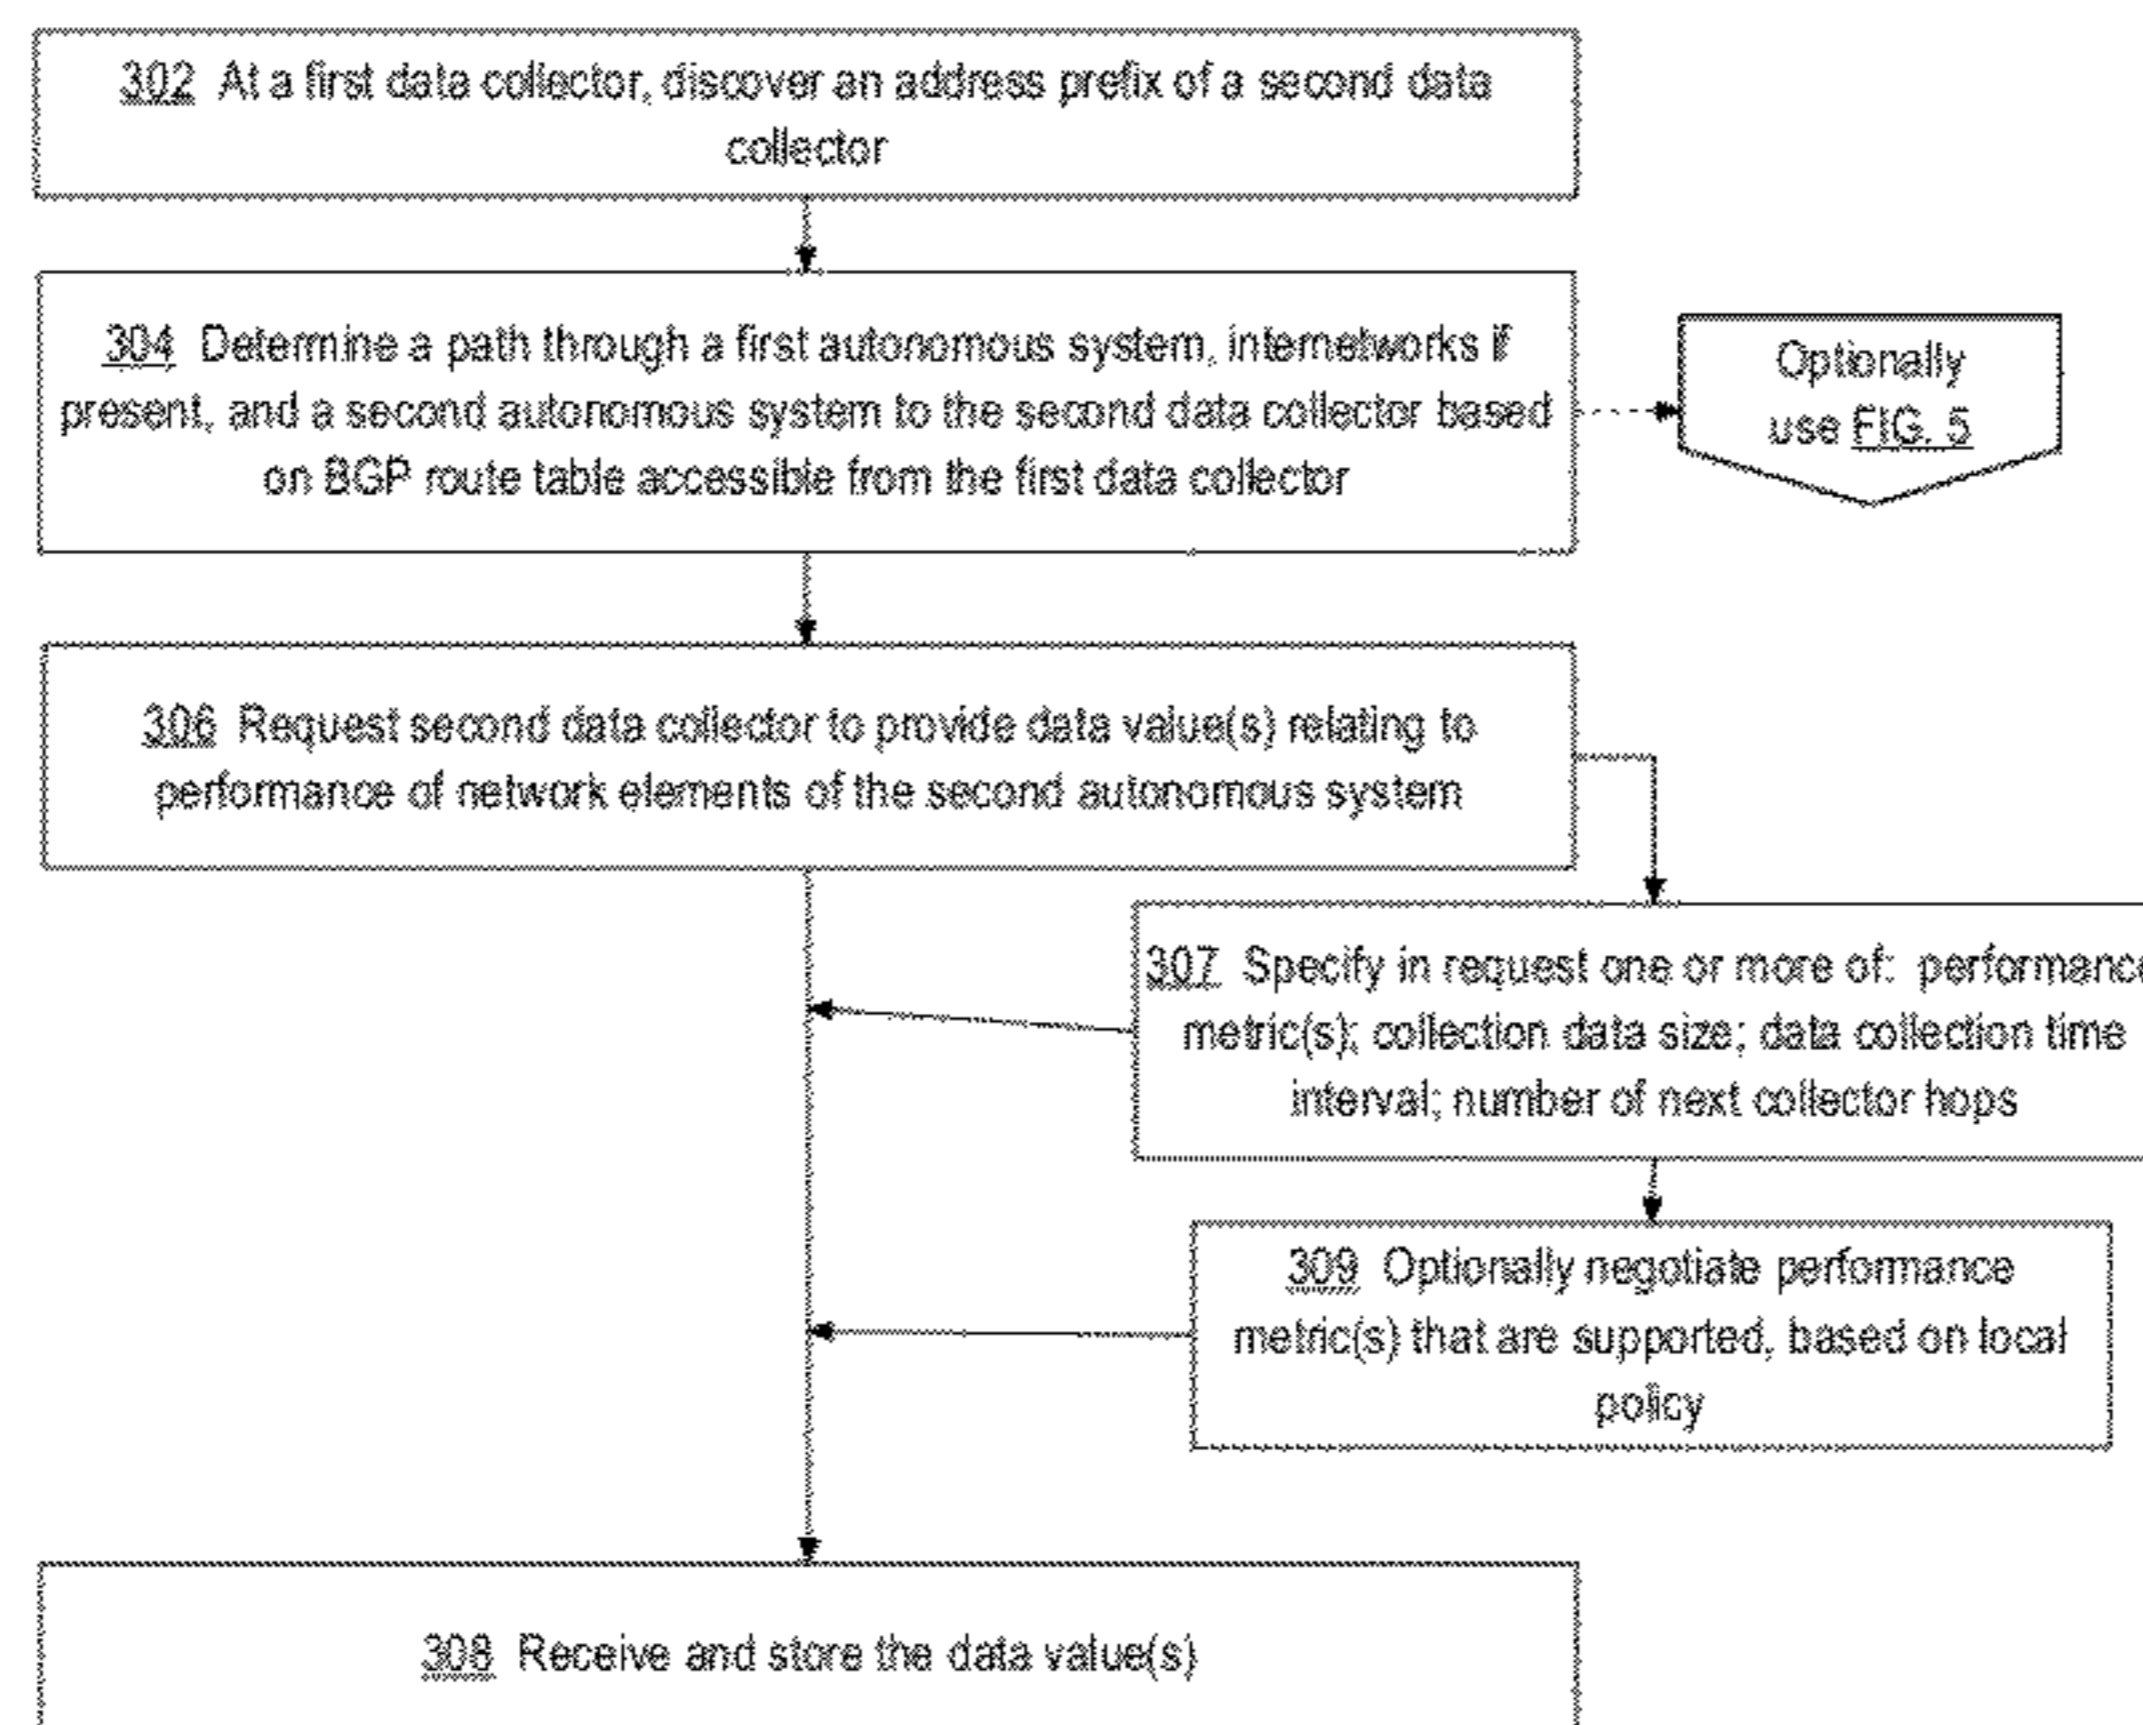 302 At a first data collector, discover an address prefix of a second data
collector
304 Determine a path through a first autonomous system, internetworks if
present, and a second autonomous system to the second data collector based
on BGP route table accessible from the first data collector
Optionally
use FIG. 5
306 Request second data collector to provide data value(s) relating to
performance of network elements of the second autonomous system
307 Specify in request one or more of: performance
metric(s); collection data size; data collection time
interval; number of next collector hops
309 Optionally negotiate performance
metric(s) that are supported, based on local
policy
308 Receive and store the data value(s)